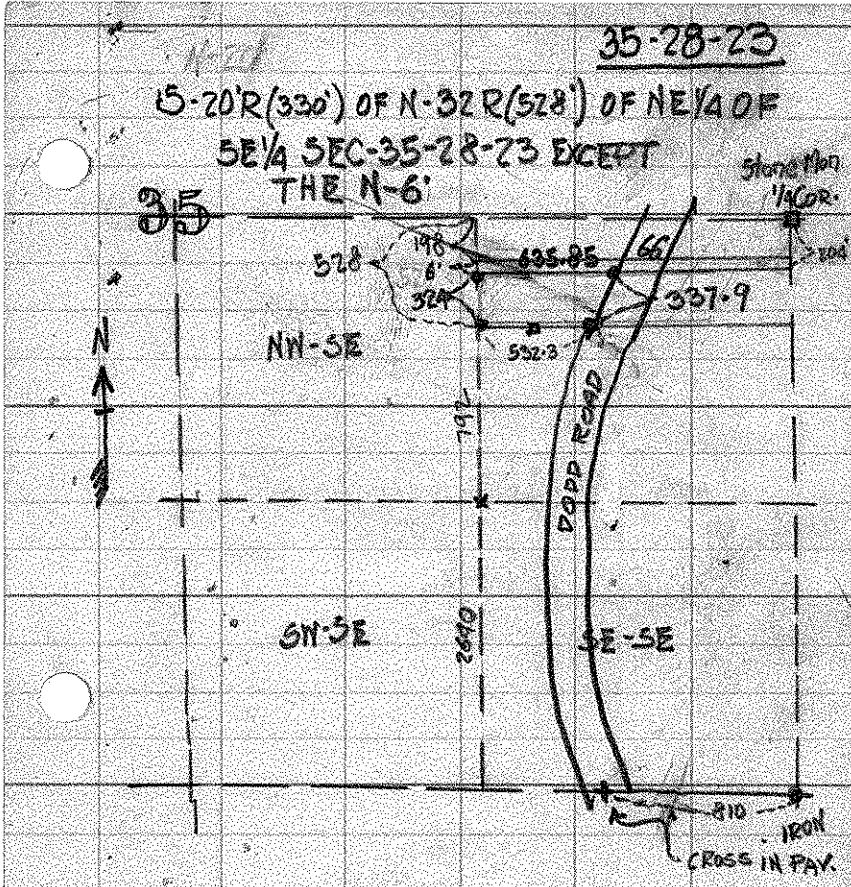 35-28-23
S-20'R(330') OF N-32R(528') OF NE1/4 OF
SE1/4 SEC-35-28-23 EXCEPT
THE N-6'
Stone Mon
1/4 COR.
35
528
198
6'
324
635.85
66
204'
337.9
532.3
N
NW-SE
792
DODD ROAD
SW-SE
2640
SE-SE
810
IRON
CROSS IN PAV.